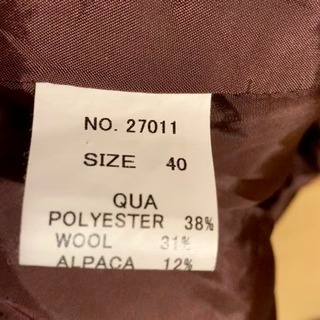 NO. 27011
SIZE 40
QUA
POLYESTER 38%
WOOL 31%
ALPACA 12%